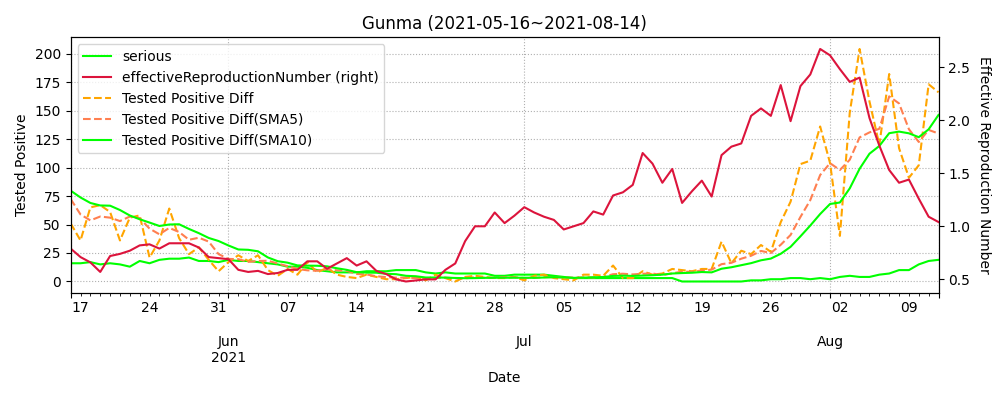 Gunma (2021-05-16~2021-08-14)
serious
effectiveReproductionNumber (right)
Tested Positive Diff
Tested Positive Diff(SMA5)
Tested Positive Diff(SMA10)
Tested Positive
200
175
150
125
100
75
50
25
0
2.5
2.0
1.5
1.0
0.5
Effective Reproduction Number
17 24 31 07 14 21 28 05 12 19 26 02 09
Jun Jul Aug
2021
Date